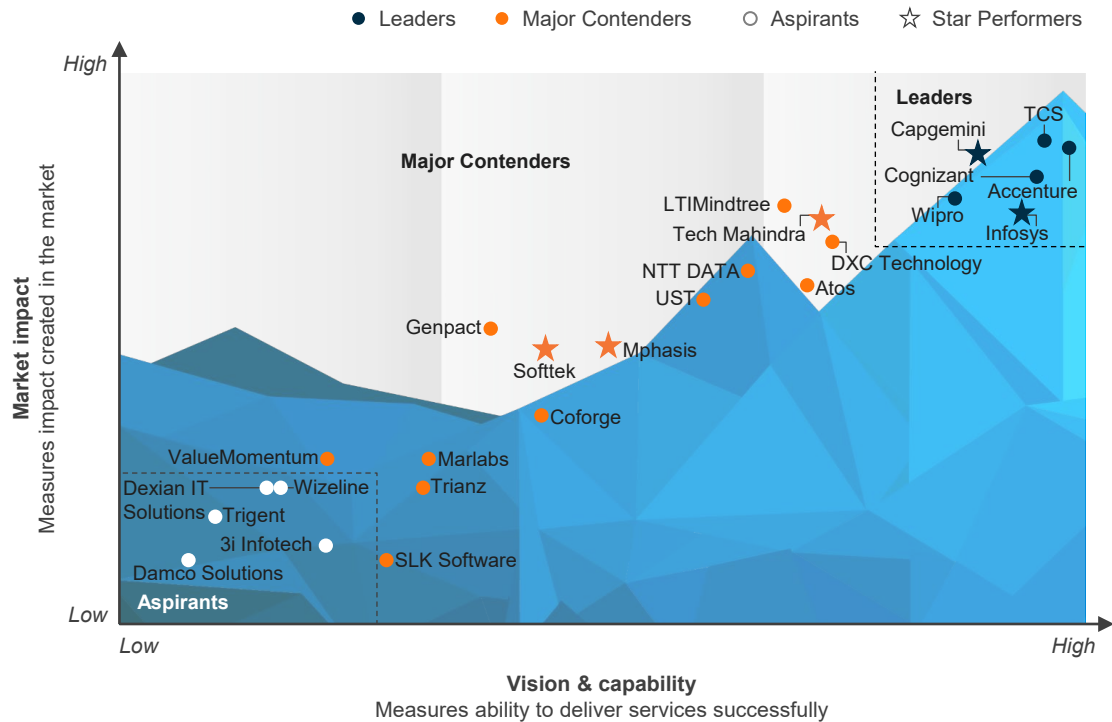 Leaders
Major Contenders
Aspirants
Star Performers
High
Leaders
TCS
Capgemini
Major Contenders
Cognizant
Accenture
LTIMindtree
Wipro
Tech Mahindra
Infosys
DXC Technology
NTT DATA
Atos
UST
Genpact
Mphasis
Softtek
Coforge
ValueMomentum
Marlabs
Dexian IT
Solutions
Wizeline
Trianz
Trigent
3i Infotech
SLK Software
Damco Solutions
Aspirants
Market impact
Measures impact created in the market
Low
Low
High
Vision & capability
Measures ability to deliver services successfully